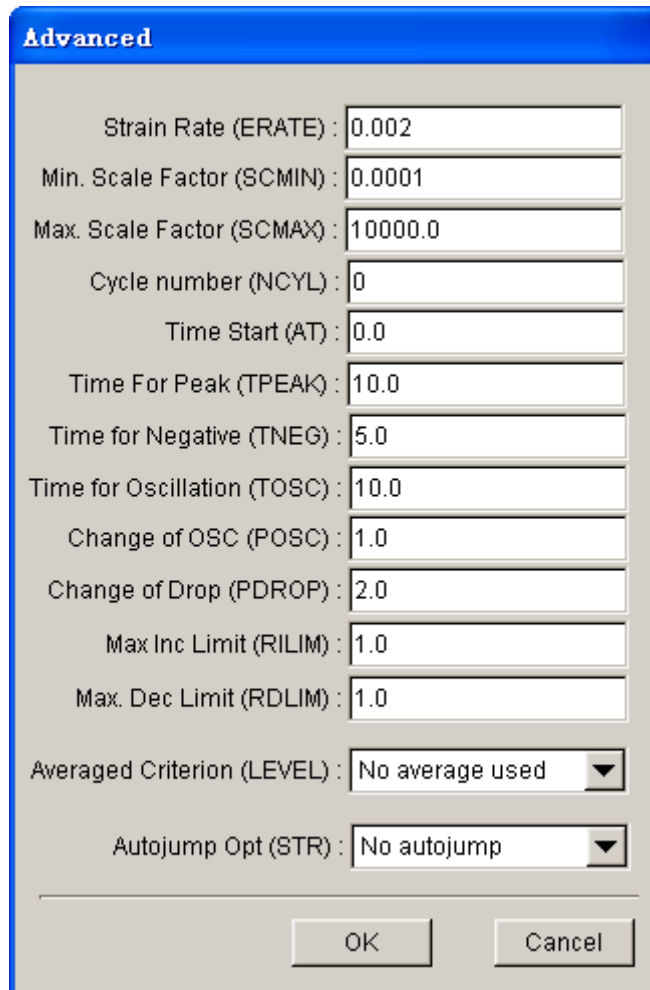 Advanced
Strain Rate (ERATE) : 0.002
Min. Scale Factor (SCMIN) : 0.0001
Max. Scale Factor (SCMAX) : 10000.0
Cycle number (NCYL) : 0
Time Start (AT) : 0.0
Time For Peak (TPEAK) : 10.0
Time for Negative (TNEG) : 5.0
Time for Oscillation (TOSC) : 10.0
Change of OSC (POSC) : 1.0
Change of Drop (PDROP) : 2.0
Max Inc Limit (RILIM) : 1.0
Max. Dec Limit (RDLIM) : 1.0
Averaged Criterion (LEVEL) : No average used
Autojump Opt (STR) : No autojump
OK Cancel